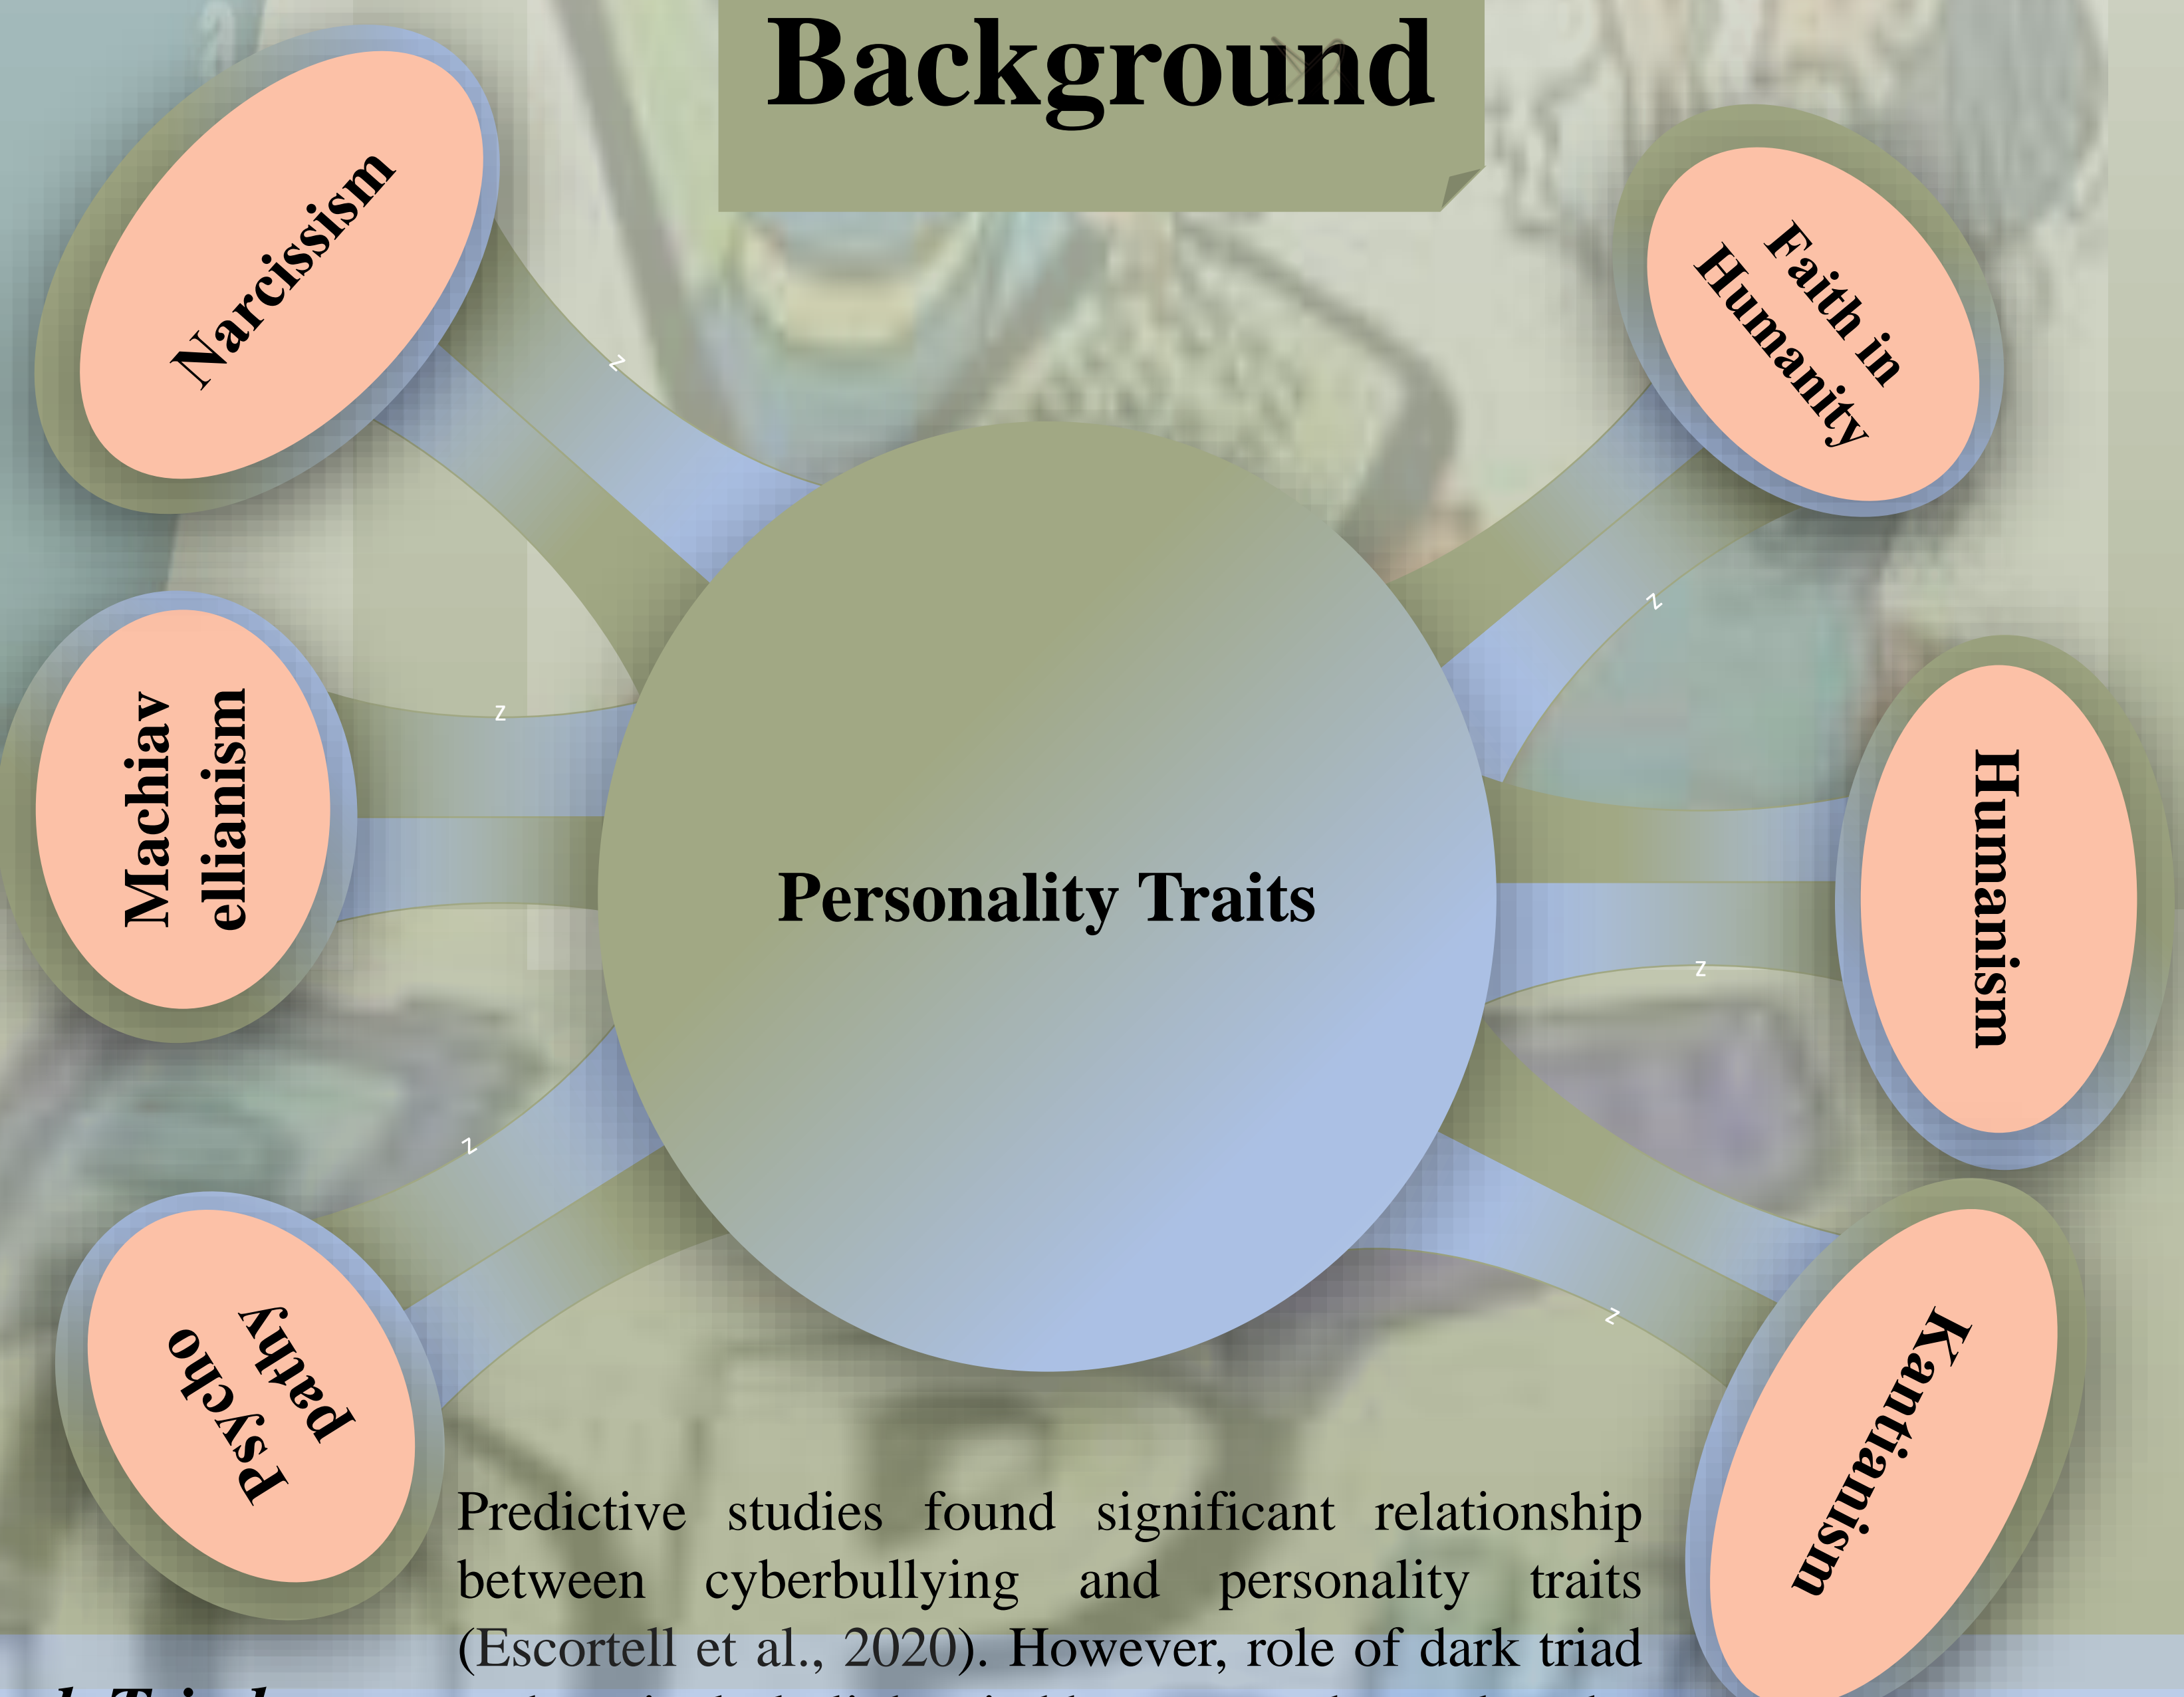 Background
Narcissism
Faith in
Humanity
Machiav
ellianism
Personality Traits
Humanism
Psycho
pathy
Kantianism
z
z
z
z
z
z
Predictive studies found significant relationship
between cyberbullying and personality traits
(Escortell et al., 2020). However, role of dark triad